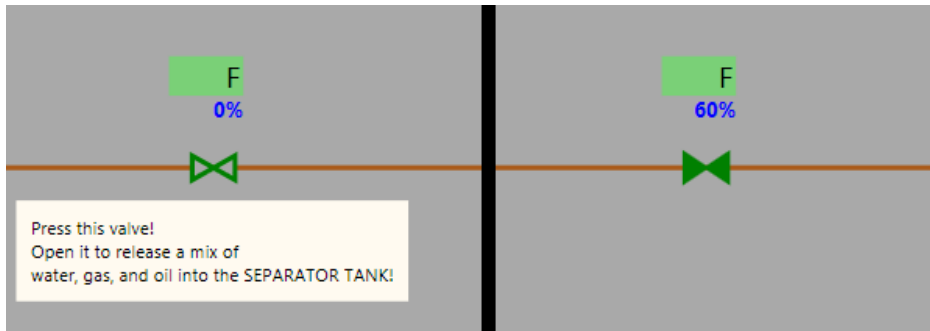 F
0%
Press this valve!
Open it to release a mix of
water, gas, and oil into the SEPARATOR TANK!
F
60%